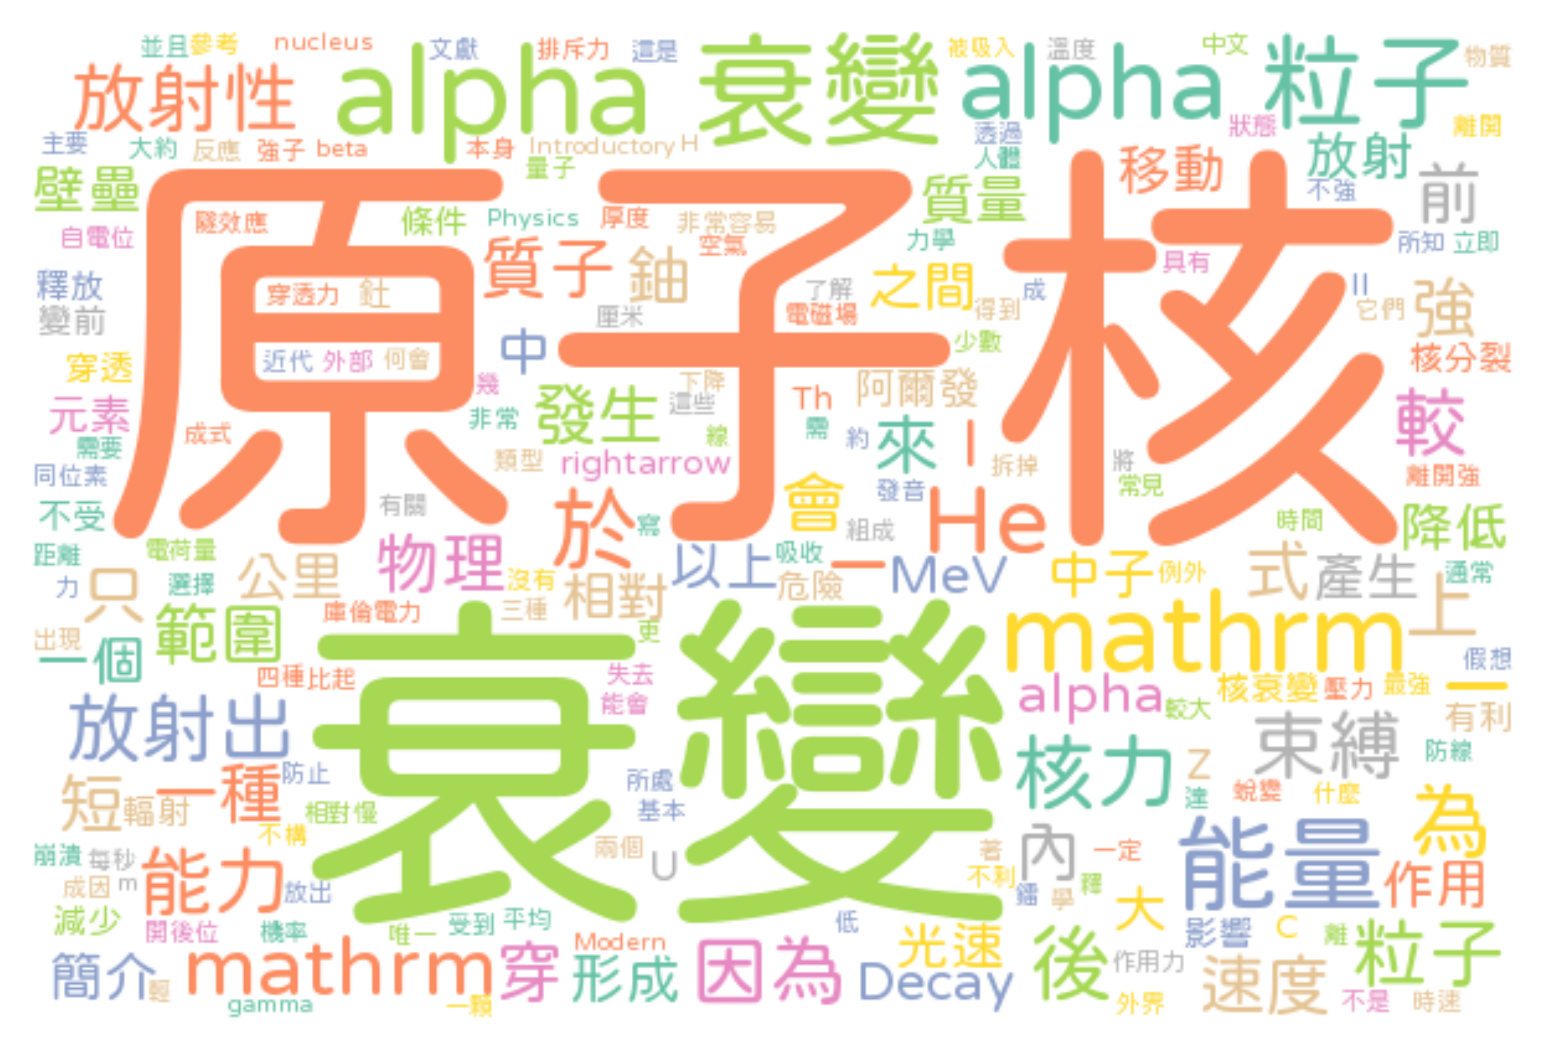 並且 參考 nucleus 文獻 排斥力 這是 被吸入 溫度 中文 物質
放射性 alpha 衰變 alpha 粒子
主要 大約 反應 強子 beta 本身 Introductory H 透過 狀態 離開
量子 人體 移動 放射
壁壘 質量 不強 前
原子核
自電位 隧效應 條件 Physics 厚度 非常容易 力學 所知 立即
空氣 具有
釋放 穿透力 釷 質子 鈾 了解 之間 成 II 強
變前 厘米 電磁場 得到 它們
穿透 近代 外部 何會 中 少數 核分裂
元素 幾 下降 阿爾發
成式 非常 發生 這些 Th 較
需要 線 需 約 來 I
同位素 類型 rightarrow 拆掉 將 離開強
不受 有關 於 會 發音 He 常見
寫 組成 時間 降低
距離 電荷量 物理 以上 吸收 一 MeV 中子 例外 式 產生 通常
力 只 選擇 公里 沒有 相對 危險 上
範圍 庫倫電力 三種 mathrm
出現 一個 更 假想
衰變
四種 比起 失去 alpha 核衰變 壓力 最強 一
放射出 能會 較大 有利
短 輻射 一種 防止 所處 核力 Z 束縛 防線
相對慢 基本 達 蛻變 什麼 為
不構 兩個 著 內 一定
崩潰 每秒 能力 U 能量 作用
成因 m 放出 不利 鐳 學 釋
減少 開後位 機率 唯一 受到 平均 低 大 影響 C 離 粒子
簡介 輕 mathrm 穿 Modern 形成 因為 Decay 光速 後 作用力 速度
gamma 一顆 外界 不是 時速